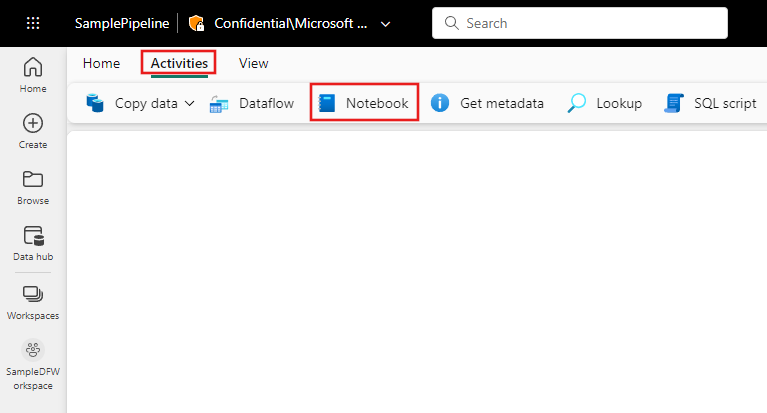 SamplePipeline
Confidential\Microsoft ...
Search
Home
Activities
View
Copy data
Dataflow
Notebook
Get metadata
Lookup
SQL script
Home
Create
Browse
Data hub
Workspaces
SampleDFW
orkspace